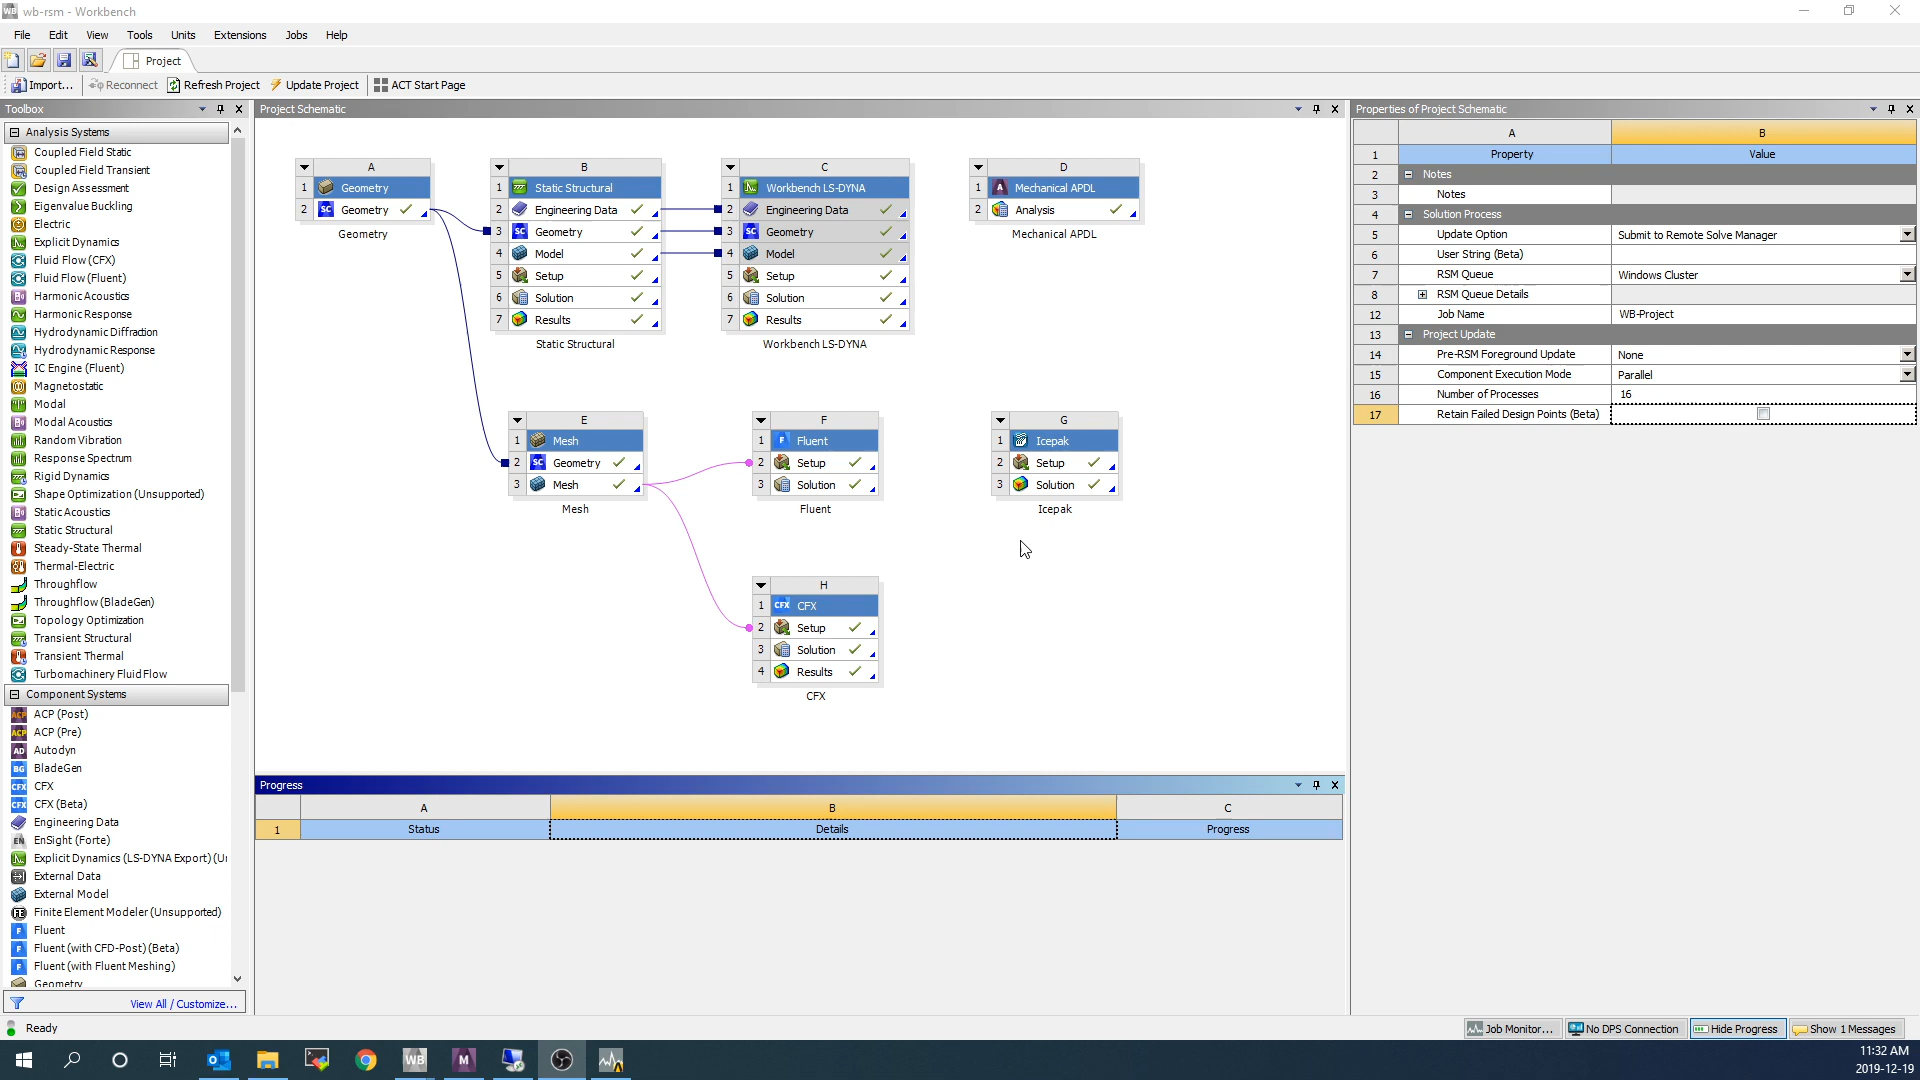 wb-rsm - Workbench
File Edit View Tools Units Extensions Jobs Help
Project
Import... Reconnect Refresh Project Update Project ACT Start Page
Toolbox
Analysis Systems
Coupled Field Static
Coupled Field Transient
Design Assessment
Eigenvalue Buckling
Electric
Explicit Dynamics
Fluid Flow (CFX)
Fluid Flow (Fluent)
Harmonic Acoustics
Harmonic Response
Hydrodynamic Diffraction
Hydrodynamic Response
IC Engine (Fluent)
Magnetostatic
Modal
Modal Acoustics
Random Vibration
Response Spectrum
Rigid Dynamics
Shape Optimization (Unsupported)
Static Acoustics
Static Structural
Steady-State Thermal
Thermal-Electric
Throughflow
Throughflow (BladeGen)
Topology Optimization
Transient Structural
Transient Thermal
Turbomachinery Fluid Flow
Component Systems
ACP (Post)
ACP (Pre)
Autodyn
BladeGen
CFX
CFX (Beta)
Engineering Data
EnSight (Forte)
Explicit Dynamics (LS-DYNA Export) (U
External Data
External Model
Finite Element Modeler (Unsupported)
Fluent
Fluent (with CFD-Post) (Beta)
Fluent (with Fluent Meshing)
Geometry
View All / Customize...
Project Schematic
A
1 Geometry
2 Geometry
Geometry
B
1 Static Structural
2 Engineering Data
3 Geometry
4 Model
5 Setup
6 Solution
7 Results
Static Structural
C
1 Workbench LS-DYNA
2 Engineering Data
3 Geometry
4 Model
5 Setup
6 Solution
7 Results
Workbench LS-DYNA
D
1 Mechanical APDL
2 Analysis
Mechanical APDL
E
1 Mesh
2 Geometry
3 Mesh
Mesh
F
1 Fluent
2 Setup
3 Solution
Fluent
G
1 Icepak
2 Setup
3 Solution
Icepak
H
1 CFX
2 Setup
3 Solution
4 Results
CFX
Progress
A B C
1 Status Details Progress
Properties of Project Schematic
A B
1 Property Value
2 Notes
3 Notes
4 Solution Process
5 Update Option Submit to Remote Solve Manager
6 User String (Beta)
7 RSM Queue Windows Cluster
8 RSM Queue Details
12 Job Name WB-Project
13 Project Update
14 Pre-RSM Foreground Update None
15 Component Execution Mode Parallel
16 Number of Processes 16
17 Retain Failed Design Points (Beta)
Ready
Job Monitor... No DPS Connection Hide Progress Show 1 Messages
11:32 AM
2019-12-19